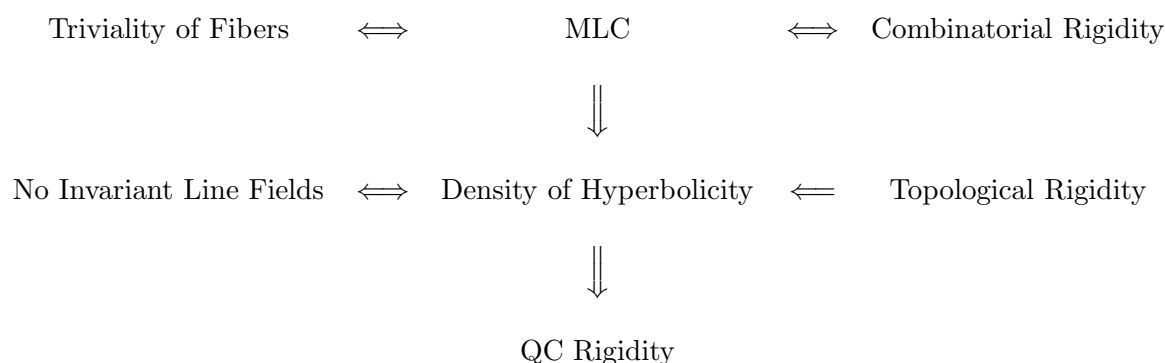 Triviality of Fibers ⟺ MLC ⟺ Combinatorial Rigidity
⇓
No Invariant Line Fields ⟺ Density of Hyperbolicity ⟸ Topological Rigidity
⇓
QC Rigidity